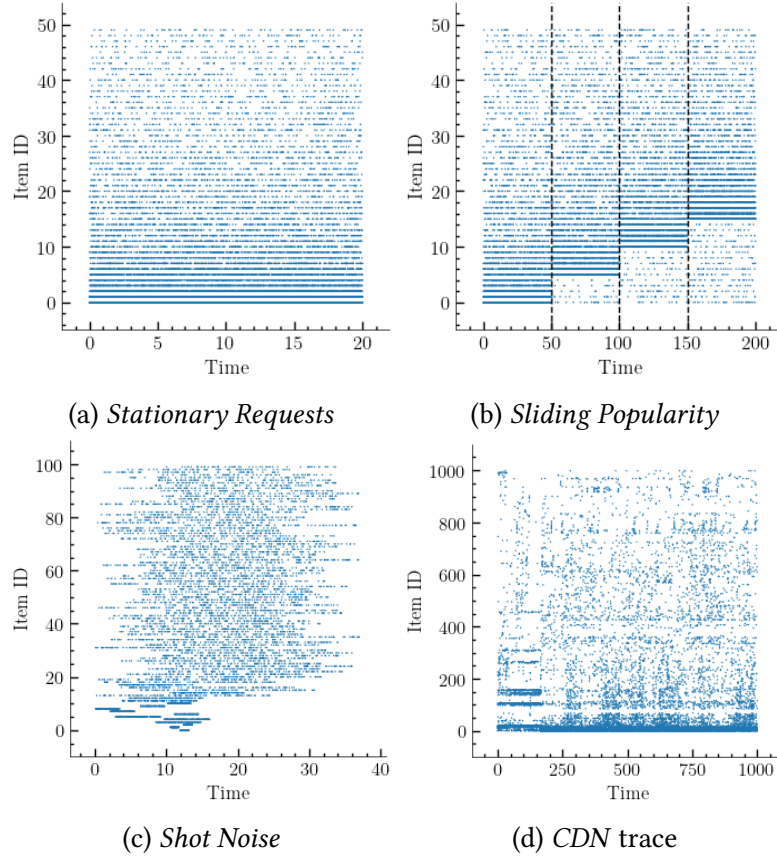 50
40
30
20
10
0
Item ID
0 5 10 15 20
Time
(a) Stationary Requests
50
40
30
20
10
0
Item ID
0 50 100 150 200
Time
(b) Sliding Popularity
100
80
60
40
20
0
Item ID
0 10 20 30 40
Time
(c) Shot Noise
1000
800
600
400
200
0
Item ID
0 250 500 750 1000
Time
(d) CDN trace